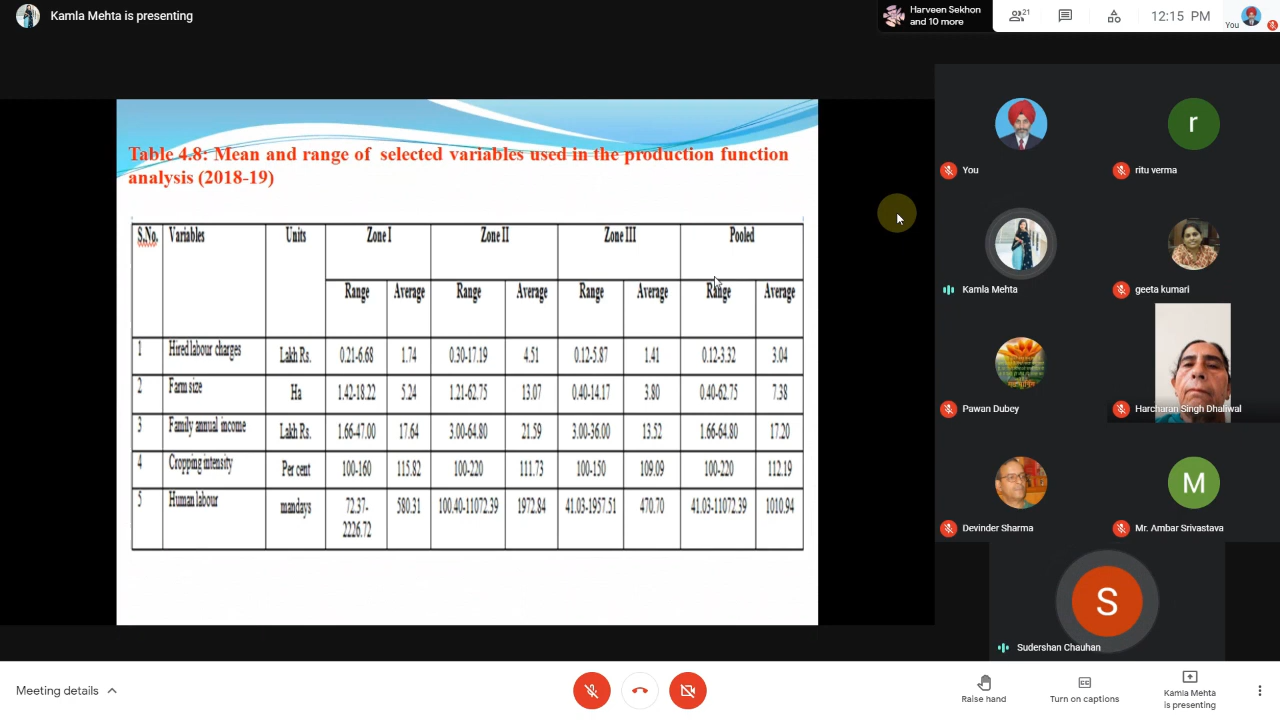 Kamla Mehta is presenting
Harveen Sekhon
and 10 more
21
12:15 PM
You
Table 4.8: Mean and range of selected variables used in the production function
analysis (2018-19)
S.No. Variables Units Zone I Zone II Zone III Pooled
Range Average Range Average Range Average Range Average
1 Hired labour charges Lakh Rs. 0.21-6.68 1.74 0.30-17.19 4.51 0.12-5.87 1.41 0.12-3.32 3.04
2 Farm size Ha 1.42-18.22 5.24 1.21-62.75 13.07 0.40-14.17 3.80 0.40-62.75 7.38
3 Family annual income Lakh Rs. 1.66-47.00 17.64 3.00-64.80 21.59 3.00-36.00 13.52 1.66-64.80 17.20
4 Cropping intensity Per cent 100-160 115.82 100-220 111.73 100-150 109.09 100-220 112.19
5 Human labour mandays 72.37- 580.31 100.40-11072.39 1972.84 41.03-1957.51 470.70 41.03-11072.39 1010.94
2226.72
You
r
ritu verma
Kamla Mehta
geeta kumari
Pawan Dubey
Harcharan Singh Dhaliwal
Devinder Sharma
M
Mr. Ambar Srivastava
S
Sudershan Chauhan
Meeting details
Raise hand
Turn on captions
Kamla Mehta
is presenting